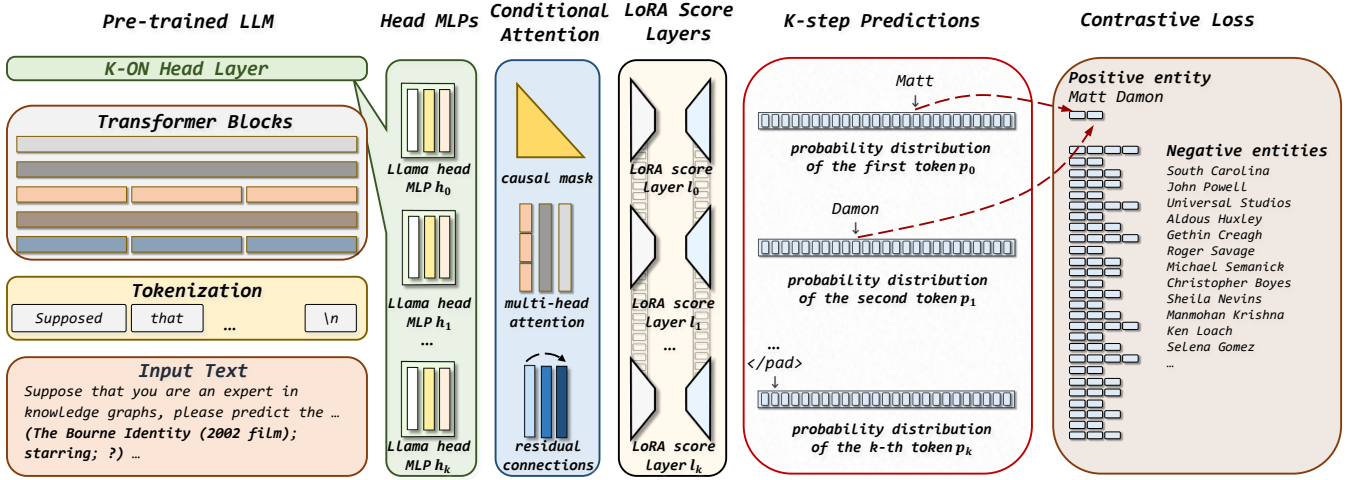 Pre-trained LLM
K-ON Head Layer
Transformer Blocks
Tokenization
Supposed that … \n
Input Text
Suppose that you are an expert in
knowledge graphs, please predict the …
(The Bourne Identity (2002 film);
starring; ?) …
Head MLPs
Llama head
MLP h0
Llama head
MLP h1
…
Llama head
MLP hk
Conditional
Attention
causal mask
multi-head
attention
residual
connections
LoRA Score
Layers
LoRA score
layer l0
LoRA score
Layer l1
…
LoRA score
Layer lk
K-step Predictions
Matt
probability distribution
of the first token p0
Damon
probability distribution
of the second token p1
…
</pad>
probability distribution
of the k-th token pk
Contrastive Loss
Positive entity
Matt Damon
Negative entities
South Carolina
John Powell
Universal Studios
Aldous Huxley
Gethin Creagh
Roger Savage
Michael Semanick
Christopher Boyes
Sheila Nevins
Manmohan Krishna
Ken Loach
Selena Gomez
…